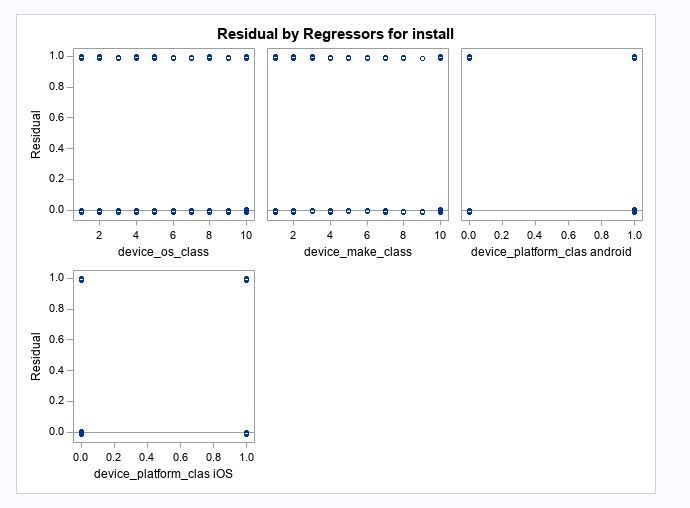 Residual by Regressors for install
Residual
1.0
0.8
0.6
0.4
0.2
0.0
2 4 6 8 10
device_os_class
2 4 6 8 10
device_make_class
0.0 0.2 0.4 0.6 0.8 1.0
device_platform_clas android
Residual
1.0
0.8
0.6
0.4
0.2
0.0
0.0 0.2 0.4 0.6 0.8 1.0
device_platform_clas iOS